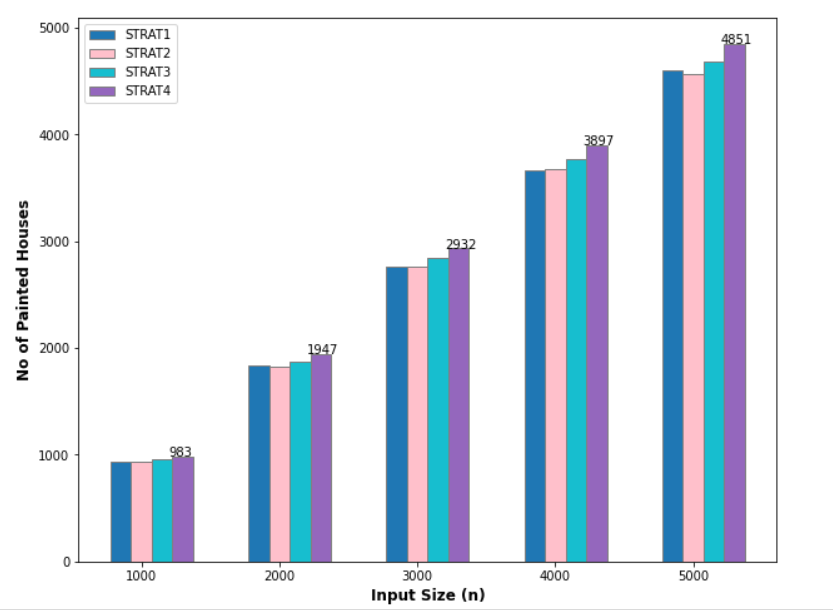 5000
4000
3000
2000
1000
0
No of Painted Houses
STRAT1
STRAT2
STRAT3
STRAT4
983
1947
2932
3897
4851
1000
2000
3000
4000
5000
Input Size (n)